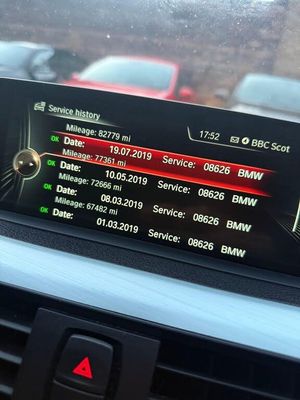 Service history
17:52 BBC Scot
Mileage: 82779 mi
OK Date: 19.07.2019 Service: 08626 BMW
Mileage: 77361 mi
OK Date: 10.05.2019 Service: 08626 BMW
Mileage: 72666 mi
OK Date: 08.03.2019 Service: 08626 BMW
Mileage: 67482 mi
OK Date: 01.03.2019 Service: 08626 BMW